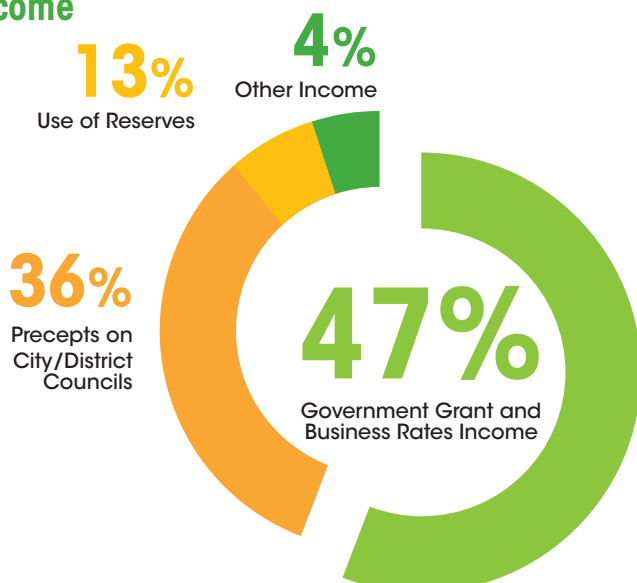 4%
Other Income
13%
Use of Reserves
36%
Precepts on
City/District
Councils
47%
Government Grant and
Business Rates Income